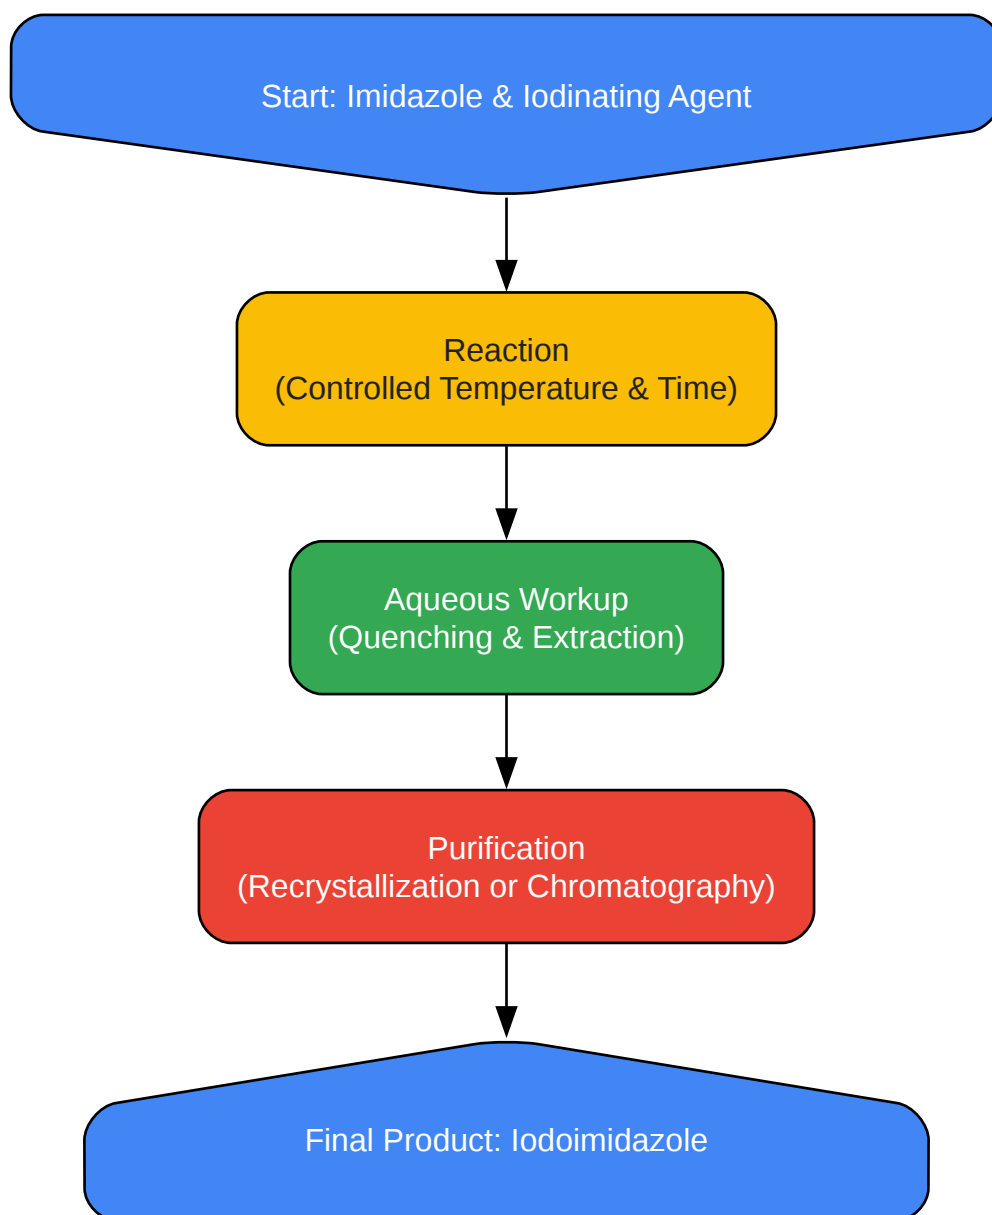 Start: Imidazole & Iodinating Agent
Reaction
(Controlled Temperature & Time)
Aqueous Workup
(Quenching & Extraction)
Purification
(Recrystallization or Chromatography)
Final Product: Iodoimidazole